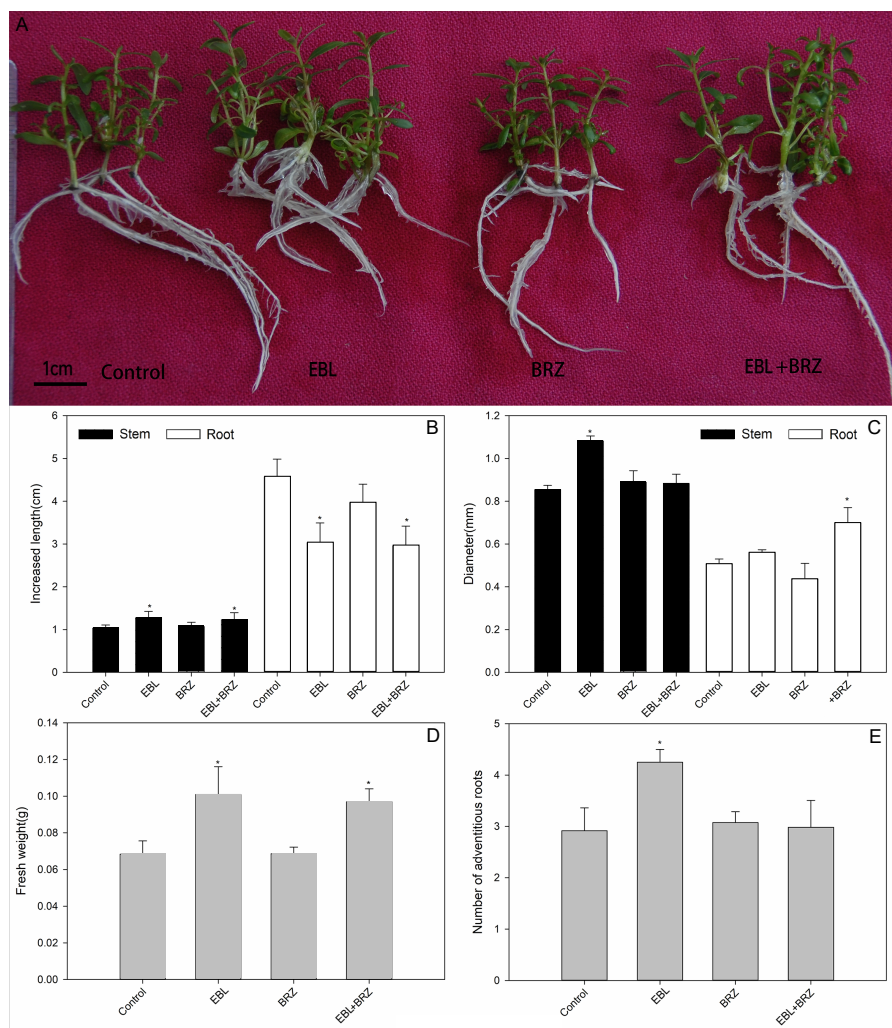 A
1cm
Control
EBL
BRZ
EBL+BRZ
B
Stem
Root
Increased length(cm)
6
5
4
3
2
1
0
*
*
*
*
Control
EBL
BRZ
EBL+BRZ
Control
EBL
BRZ
EBL+BRZ
C
Stem
Root
Diameter(mm)
1.2
1.0
0.8
0.6
0.4
0.2
0.0
*
*
Control
EBL
BRZ
EBL+BRZ
Control
EBL
BRZ
+BRZ
D
Fresh weight(g)
0.14
0.12
0.10
0.08
0.06
0.04
0.02
0.00
*
*
Control
EBL
BRZ
EBL+BRZ
E
Number of adventitious roots
5
4
3
2
1
0
*
Control
EBL
BRZ
EBL+BRZ